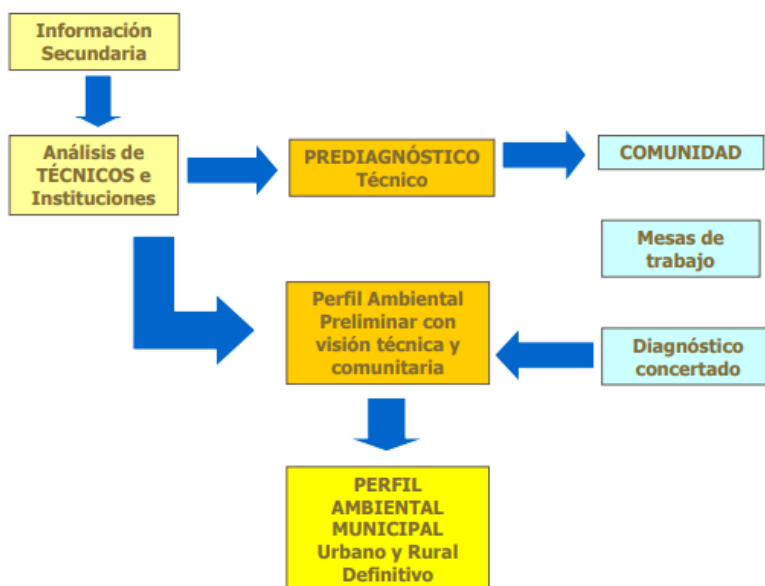 Información
Secundaria
Análisis de
TÉCNICOS e
Instituciones
PREDIAGNÓSTICO
Técnico
COMUNIDAD
Mesas de
trabajo
Diagnóstico
concertado
Perfil Ambiental
Preliminar con
visión técnica y
comunitaria
PERFIL
AMBIENTAL
MUNICIPAL
Urbano y Rural
Definitivo